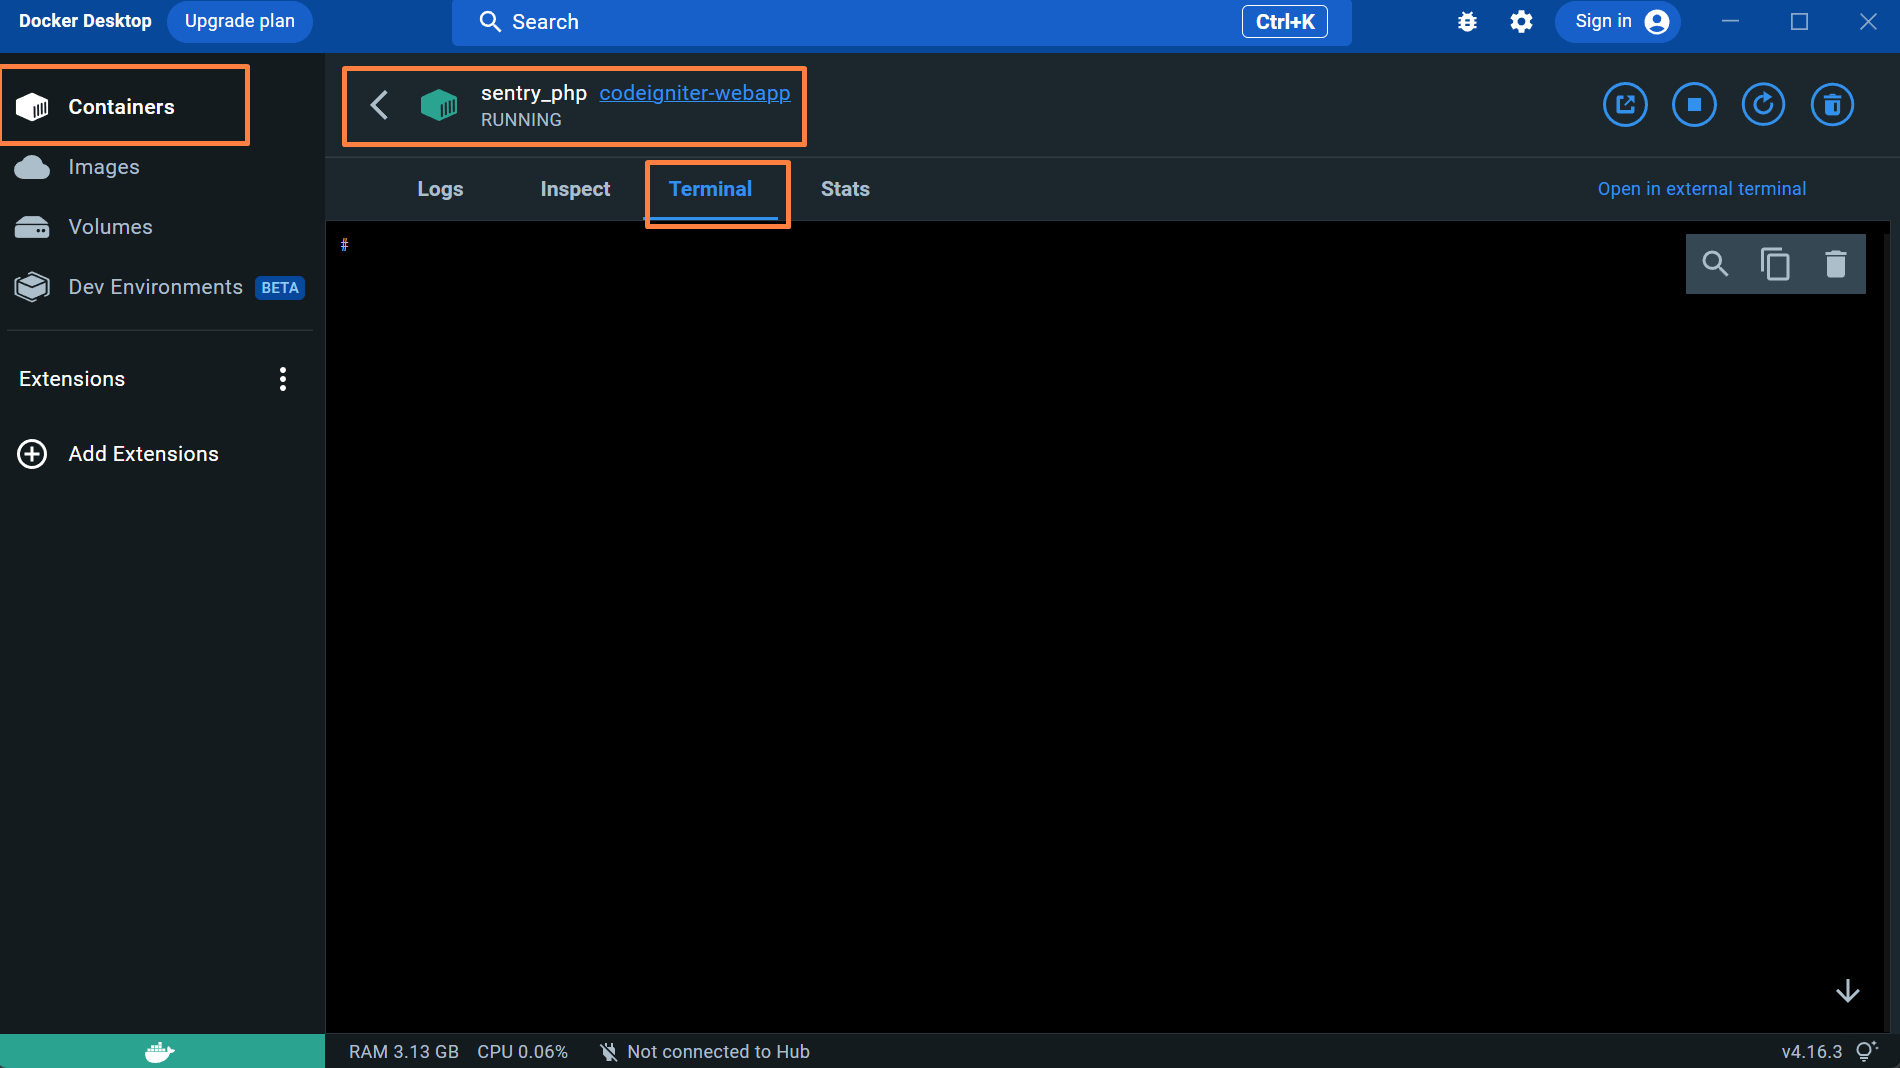 Docker Desktop Upgrade plan Search Ctrl+K Sign in
Containers
Images
Volumes
Dev Environments BETA
Extensions
Add Extensions
sentry_php codeigniter-webapp
RUNNING
Logs Inspect Terminal Stats Open in external terminal
#
RAM 3.13 GB CPU 0.06% Not connected to Hub v4.16.3